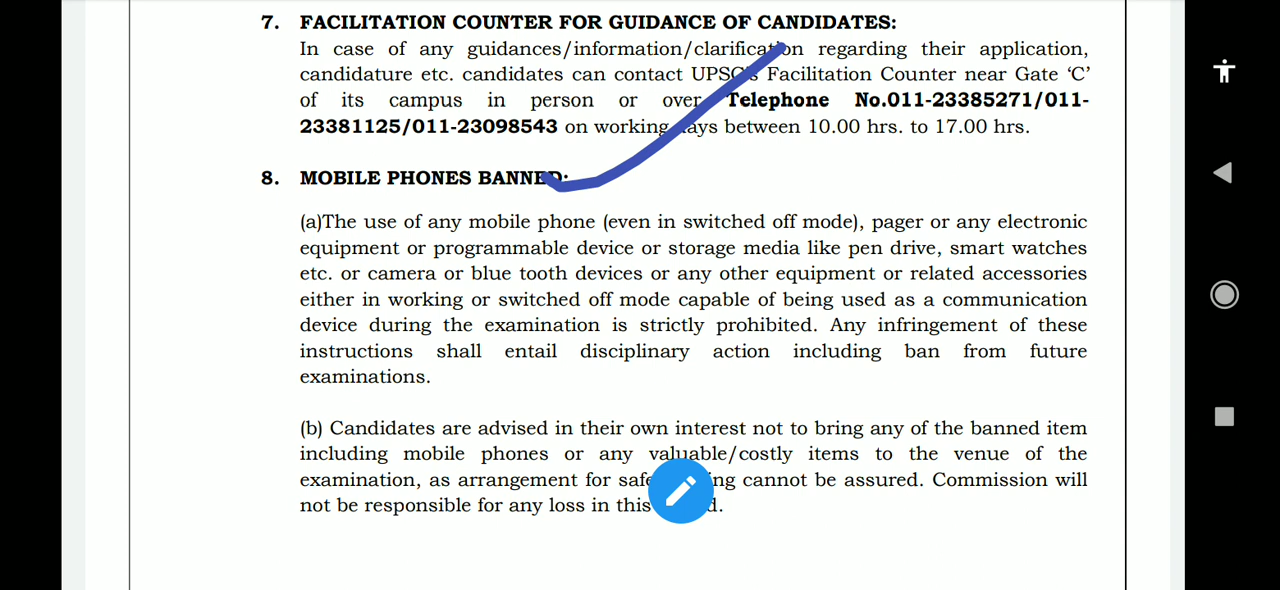 7. FACILITATION COUNTER FOR GUIDANCE OF CANDIDATES:
In case of any guidances/information/clarification regarding their application,
candidature etc. candidates can contact UPSC's Facilitation Counter near Gate ‘C’
of its campus in person or over Telephone No.011-23385271/011-
23381125/011-23098543 on working days between 10.00 hrs. to 17.00 hrs.
8. MOBILE PHONES BANNED:
(a)The use of any mobile phone (even in switched off mode), pager or any electronic
equipment or programmable device or storage media like pen drive, smart watches
etc. or camera or blue tooth devices or any other equipment or related accessories
either in working or switched off mode capable of being used as a communication
device during the examination is strictly prohibited. Any infringement of these
instructions shall entail disciplinary action including ban from future
examinations.
(b) Candidates are advised in their own interest not to bring any of the banned item
including mobile phones or any valuable/costly items to the venue of the
examination, as arrangement for cannot be assured. Commission will
not be responsible for any loss in this